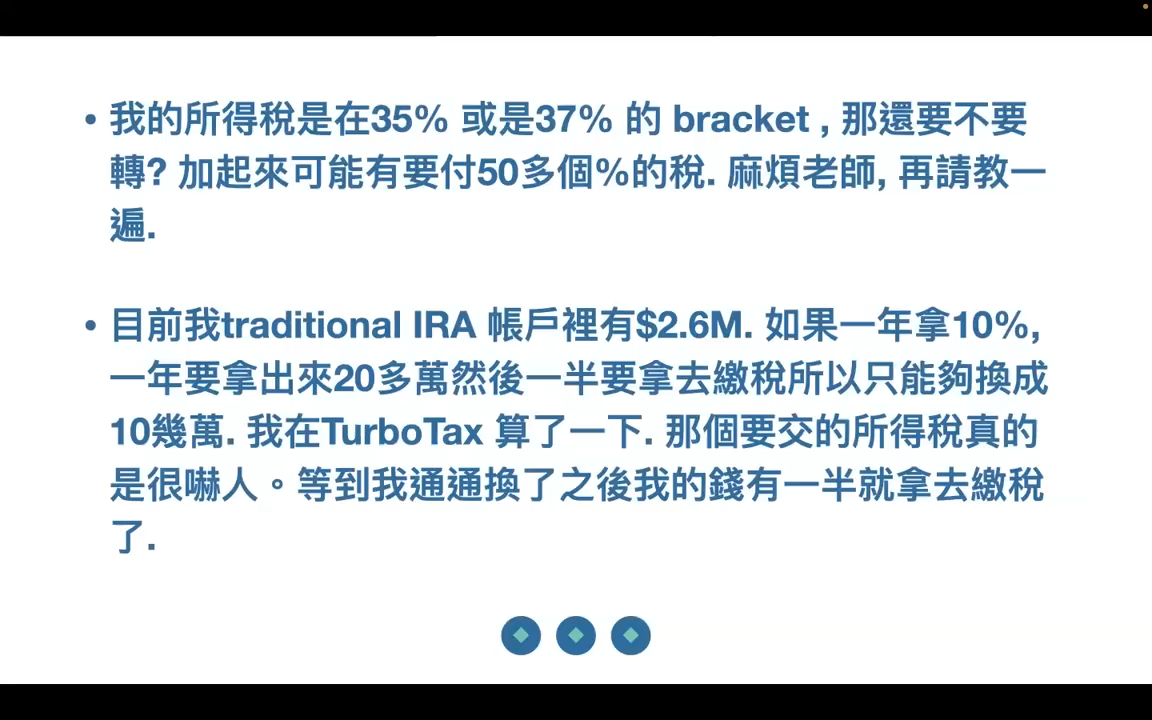 • 我的所得稅是在35% 或是37% 的 bracket , 那還要不要
轉? 加起來可能有要付50多個%的稅. 麻煩老師, 再請教一
遍.
• 目前我traditional IRA 帳戶裡有$2.6M. 如果一年拿10%,
一年要拿出來20多萬然後一半要拿去繳稅所以只能夠換成
10幾萬. 我在TurboTax 算了一下. 那個要交的所得稅真的
是很嚇人。等到我通通換了之後我的錢有一半就拿去繳稅
了.